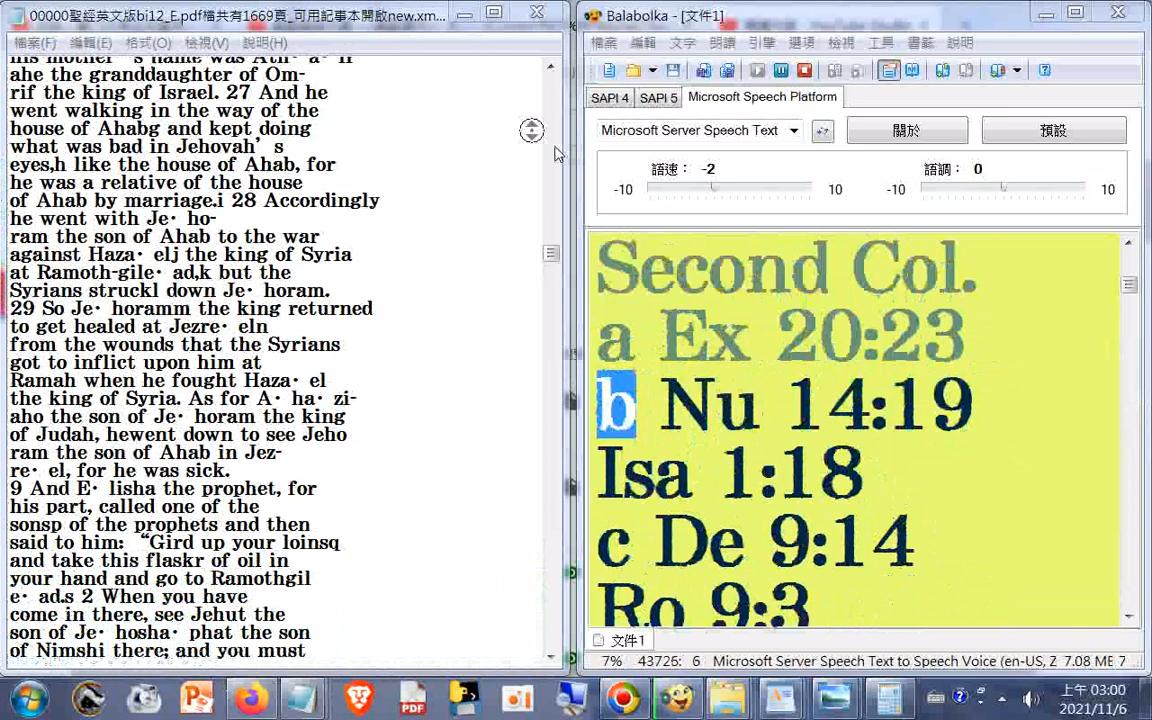 00000聖經英文版bi12_E.pdf檔共有1669頁_可用記事本開啟new.xm...
檔案(F) 編輯(E) 格式(O) 檢視(V) 說明(H)
ahe the granddaughter of Om-
rif the king of Israel. 27 And he
went walking in the way of the
house of Ahabg and kept doing
what was bad in Jehovah’s
eyes,h like the house of Ahab, for
he was a relative of the house
of Ahab by marriage.i 28 Accordingly
he went with Je·ho-
ram the son of Ahab to the war
against Haza·elj the king of Syria
at Ramoth-gile·ad,k but the
Syrians struckl down Je·horam.
29 So Je·horamm the king returned
to get healed at Jezre·eln
from the wounds that the Syrians
got to inflict upon him at
Ramah when he fought Haza·el
the king of Syria. As for A·ha·zi-
aho the son of Je·horam the king
of Judah, hewent down to see Jeho
ram the son of Ahab in Jez-
re·el, for he was sick.
9 And E·lisha the prophet, for
his part, called one of the
sonsp of the prophets and then
said to him: “Gird up your loinsq
and take this flaskr of oil in
your hand and go to Ramothgil
e·ad.s 2 When you have
come in there, see Jehut the
son of Je·hosha·phat the son
of Nimshi there; and you must
Balabolka - [文件1]
檔案 編輯 文字 朗讀 引擎 選項 檢視 工具 書籤 說明
SAPI 4 SAPI 5 Microsoft Speech Platform
Microsoft Server Speech Text 關於 預設
語速: -2 語調: 0
-10 10 -10 10
Second Col.
a Ex 20:23
b Nu 14:19
Isa 1:18
c De 9:14
Ro 9:3
文件1
7% 43725: 6 Microsoft Server Speech Text to Speech Voice (en-US, Z 7.08 MB 7
上午 03:00
2021/11/6